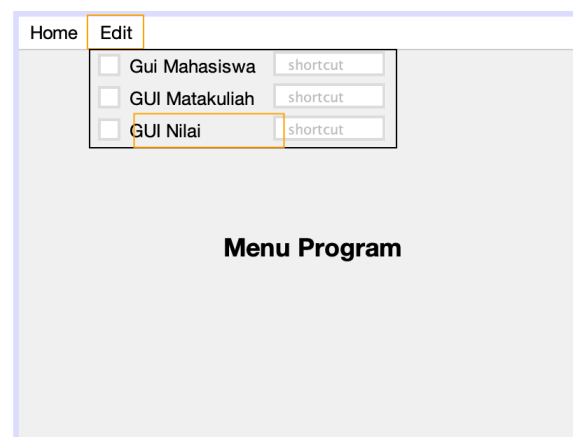 Home Edit
Gui Mahasiswa shortcut
GUI Matakuliah shortcut
GUI Nilai shortcut
Menu Program